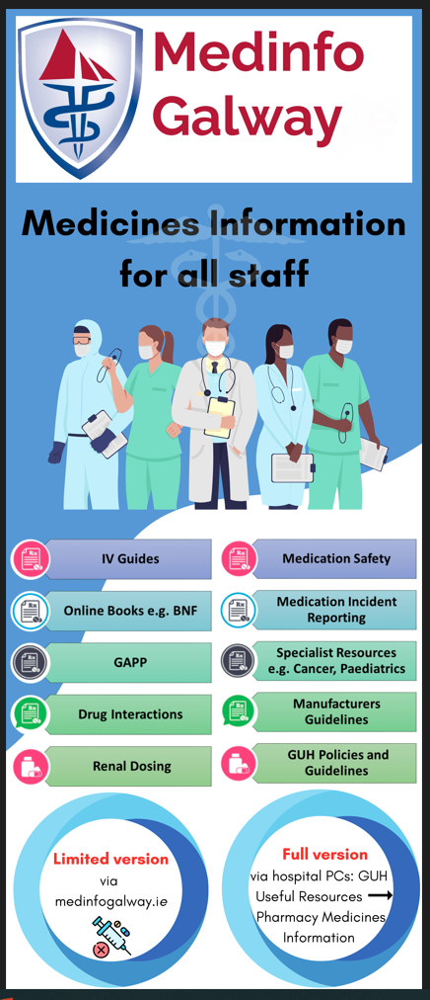 Medinfo
Galway
Medicines Information
for all staff
IV Guides
Medication Safety
Online Books e.g. BNF
Medication Incident
Reporting
GAPP
Specialist Resources
e.g. Cancer, Paediatrics
Drug Interactions
Manufacturers
Guidelines
Renal Dosing
GUH Policies and
Guidelines
Limited version
via
medinfogalway.ie
Full version
via hospital PCs: GUH
Useful Resources
Pharmacy Medicines
Information